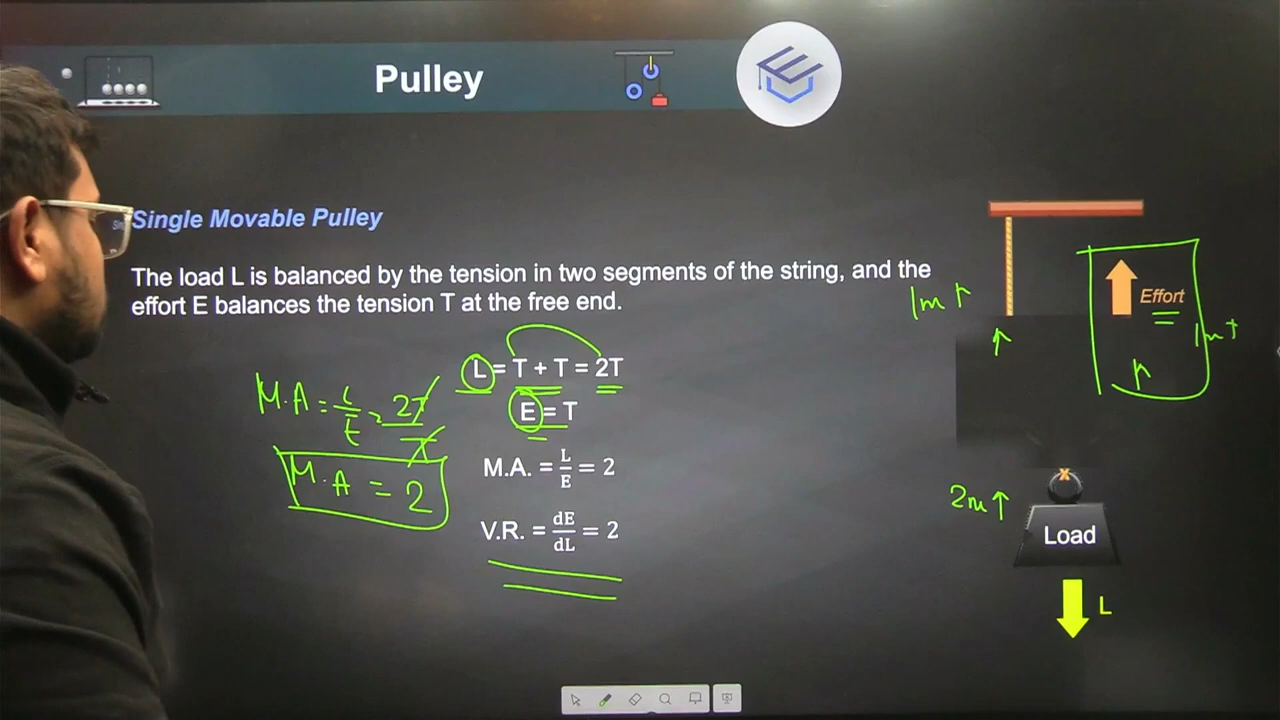 Pulley
Single Movable Pulley
The load L is balanced by the tension in two segments of the string, and the
effort E balances the tension T at the free end.
L = T + T = 2T
E = T
M.A. = L/E = 2
V.R. = dE/dL = 2
M.A = L/E = 2T/T
M.A = 2
1m ↑
Effort
1m ↑
↑
2m ↑
Load
L